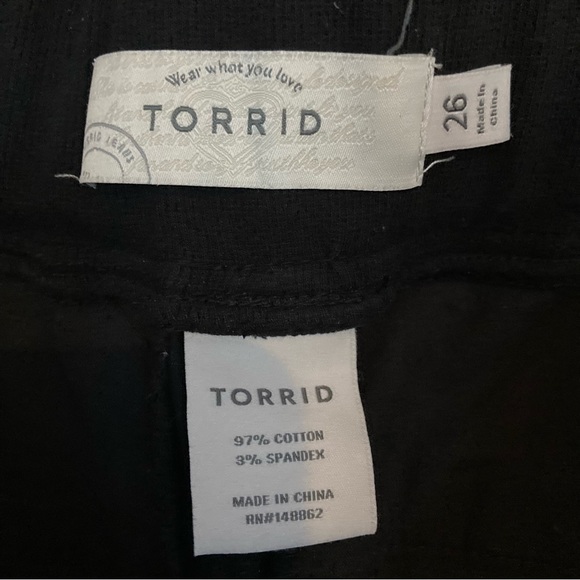 Wear what you love
TORRID
26
Made in
China
TORRID
97% COTTON
3% SPANDEX
MADE IN CHINA
RN#148862